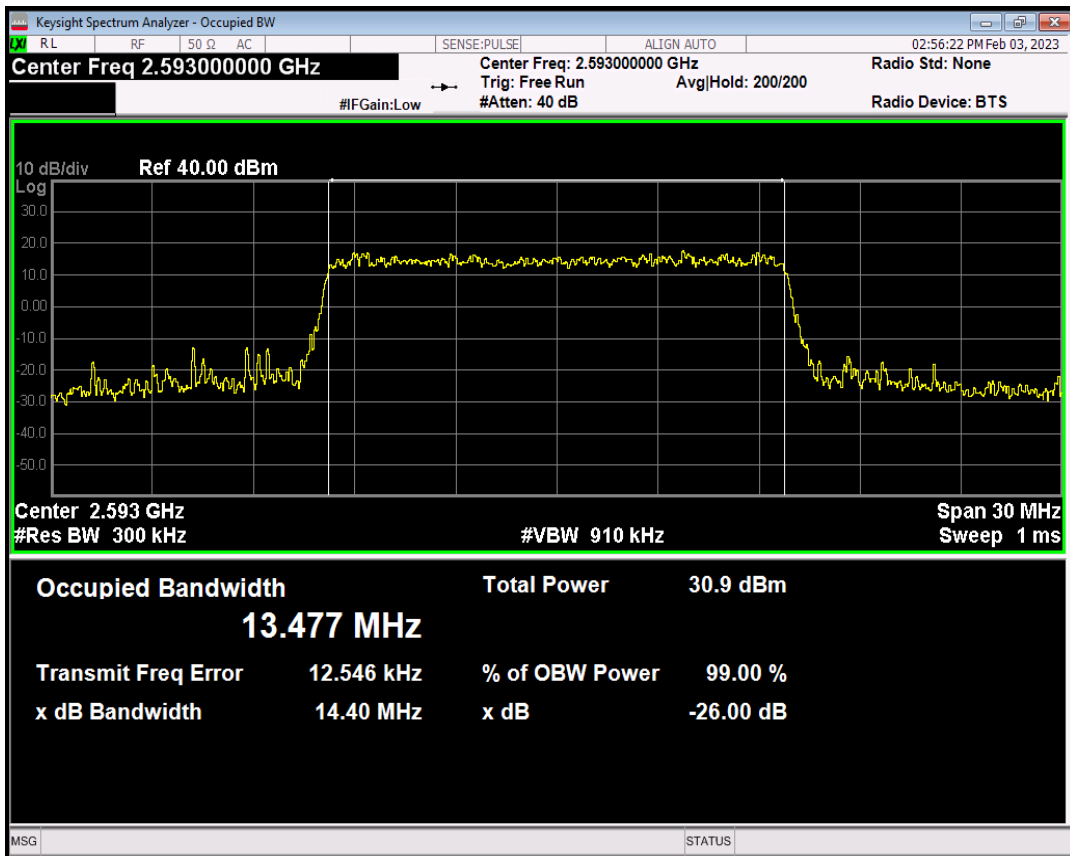 Keysight Spectrum Analyzer - Occupied BW
LXI RL RF 50 Ω AC SENSE:PULSE ALIGN AUTO 02:56:22 PM Feb 03, 2023
Center Freq 2.593000000 GHz Center Freq: 2.593000000 GHz Radio Std: None
Trig: Free Run Avg|Hold: 200/200
#IFGain:Low #Atten: 40 dB Radio Device: BTS
10 dB/div Ref 40.00 dBm
Log
30.0
20.0
10.0
0.00
-10.0
-20.0
-30.0
-40.0
-50.0
Center 2.593 GHz Span 30 MHz
#Res BW 300 kHz #VBW 910 kHz Sweep 1 ms
Occupied Bandwidth Total Power 30.9 dBm
13.477 MHz
Transmit Freq Error 12.546 kHz % of OBW Power 99.00 %
x dB Bandwidth 14.40 MHz x dB -26.00 dB
MSG STATUS